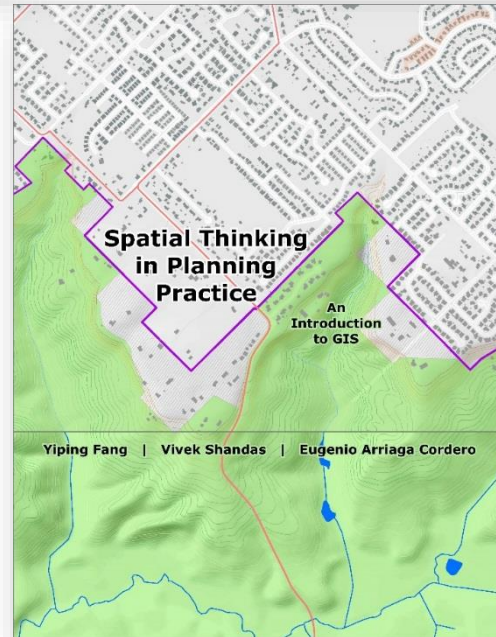 Spatial Thinking
in Planning
Practice
An
Introduction
to GIS
Yiping Fang | Vivek Shandas | Eugenio Arriaga Cordero